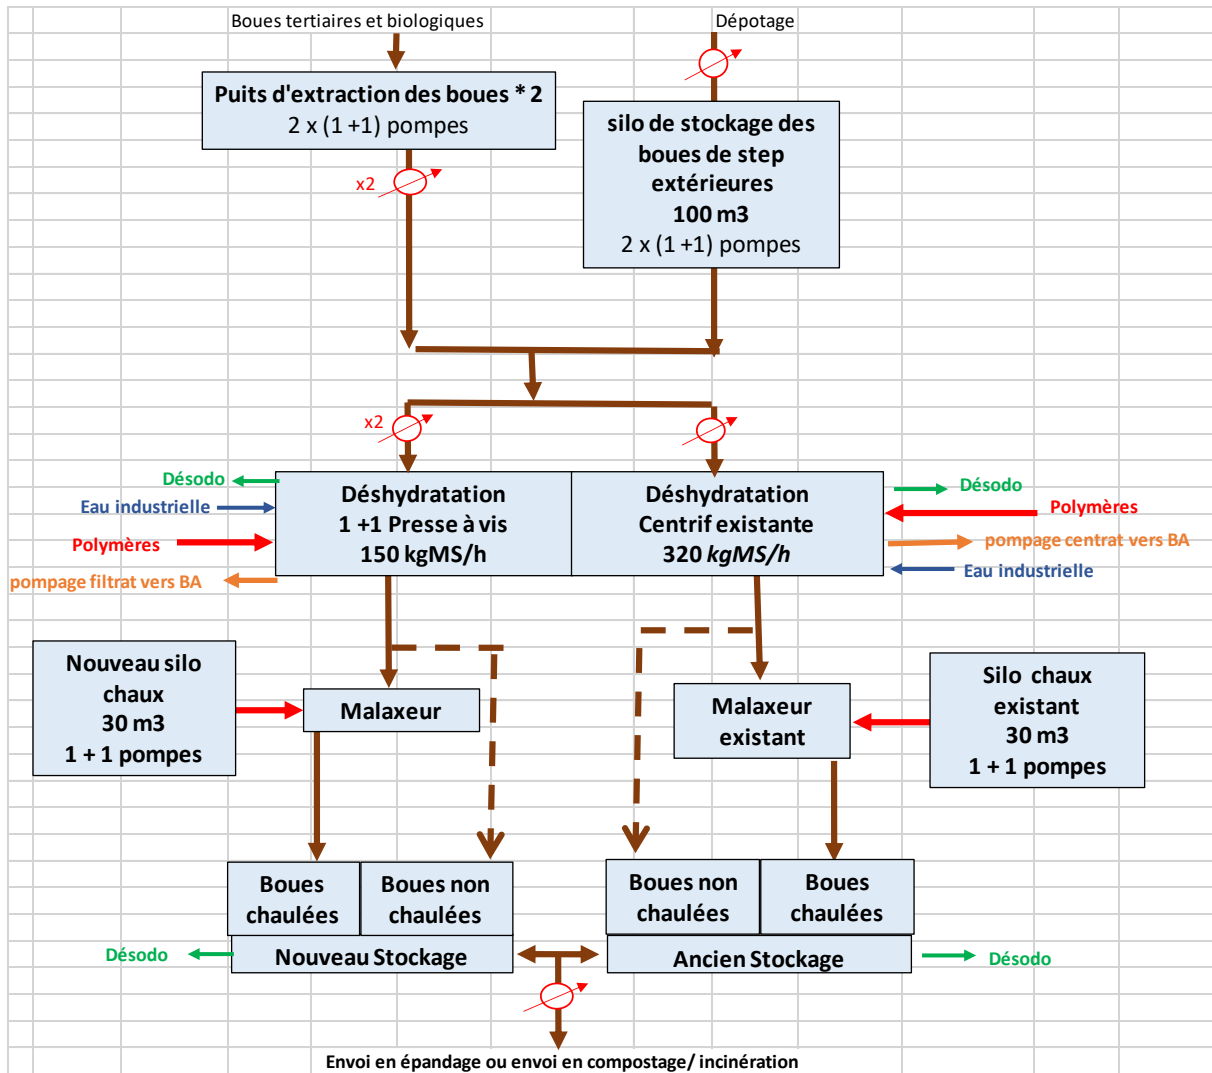 Boues tertiaires et biologiques
Dépotage
Puits d'extraction des boues * 2
2 x (1 +1) pompes
silo de stockage des
boues de step
extérieures
100 m3
2 x (1 +1) pompes
x2
x2
Désodo
Eau industrielle
Polymères
pompage filtrat vers BA
Déshydratation
1 +1 Presse à vis
150 kgMS/h
Déshydratation
Centrif existante
320 kgMS/h
Désodo
Polymères
pompage centrat vers BA
Eau industrielle
Nouveau silo
chaux
30 m3
1 + 1 pompes
Malaxeur
Malaxeur
existant
Silo chaux
existant
30 m3
1 + 1 pompes
Boues
chaulées
Boues non
chaulées
Boues non
chaulées
Boues
chaulées
Désodo
Nouveau Stockage
Ancien Stockage
Désodo
Envoi en épandage ou envoi en compostage/ incinération